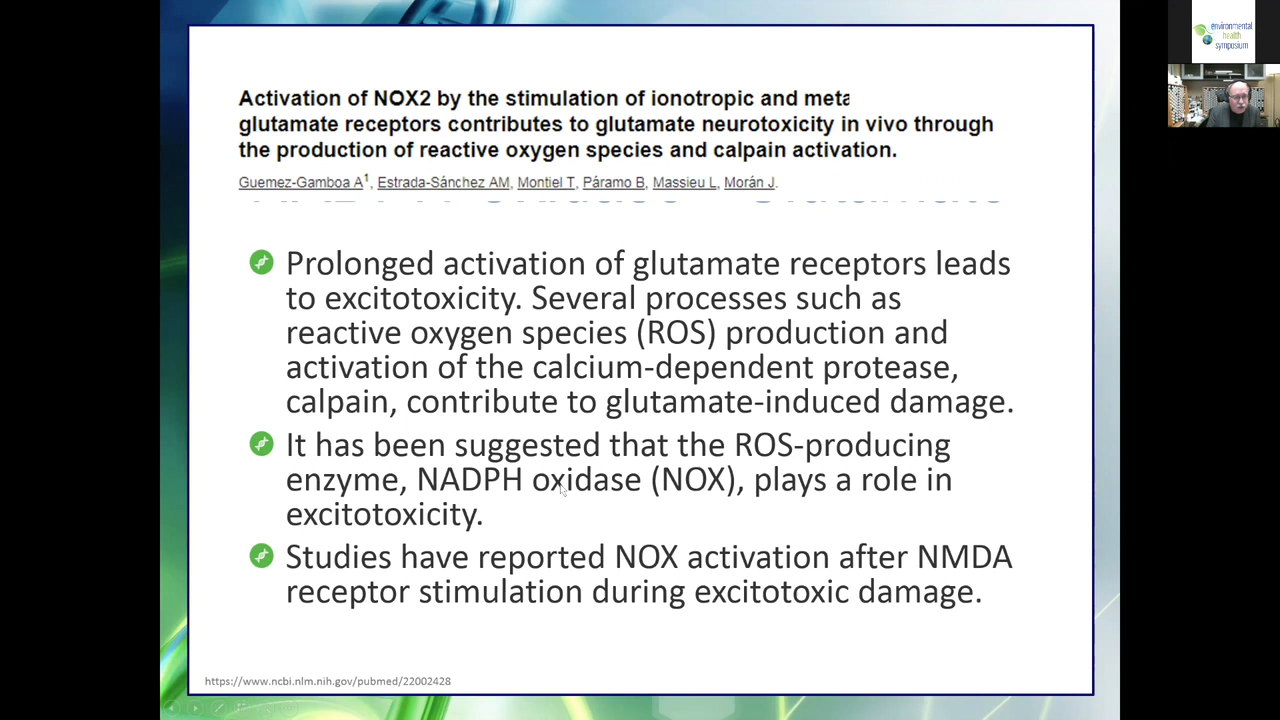 Activation of NOX2 by the stimulation of ionotropic and meta
glutamate receptors contributes to glutamate neurotoxicity in vivo through
the production of reactive oxygen species and calpain activation.
Guemez-Gamboa A1, Estrada-Sánchez AM, Montiel T, Páramo B, Massieu L, Morán J.
Prolonged activation of glutamate receptors leads
to excitotoxicity. Several processes such as
reactive oxygen species (ROS) production and
activation of the calcium-dependent protease,
calpain, contribute to glutamate-induced damage.
It has been suggested that the ROS-producing
enzyme, NADPH oxidase (NOX), plays a role in
excitotoxicity.
Studies have reported NOX activation after NMDA
receptor stimulation during excitotoxic damage.
https://www.ncbi.nlm.nih.gov/pubmed/22002428
environmental
health
symposium